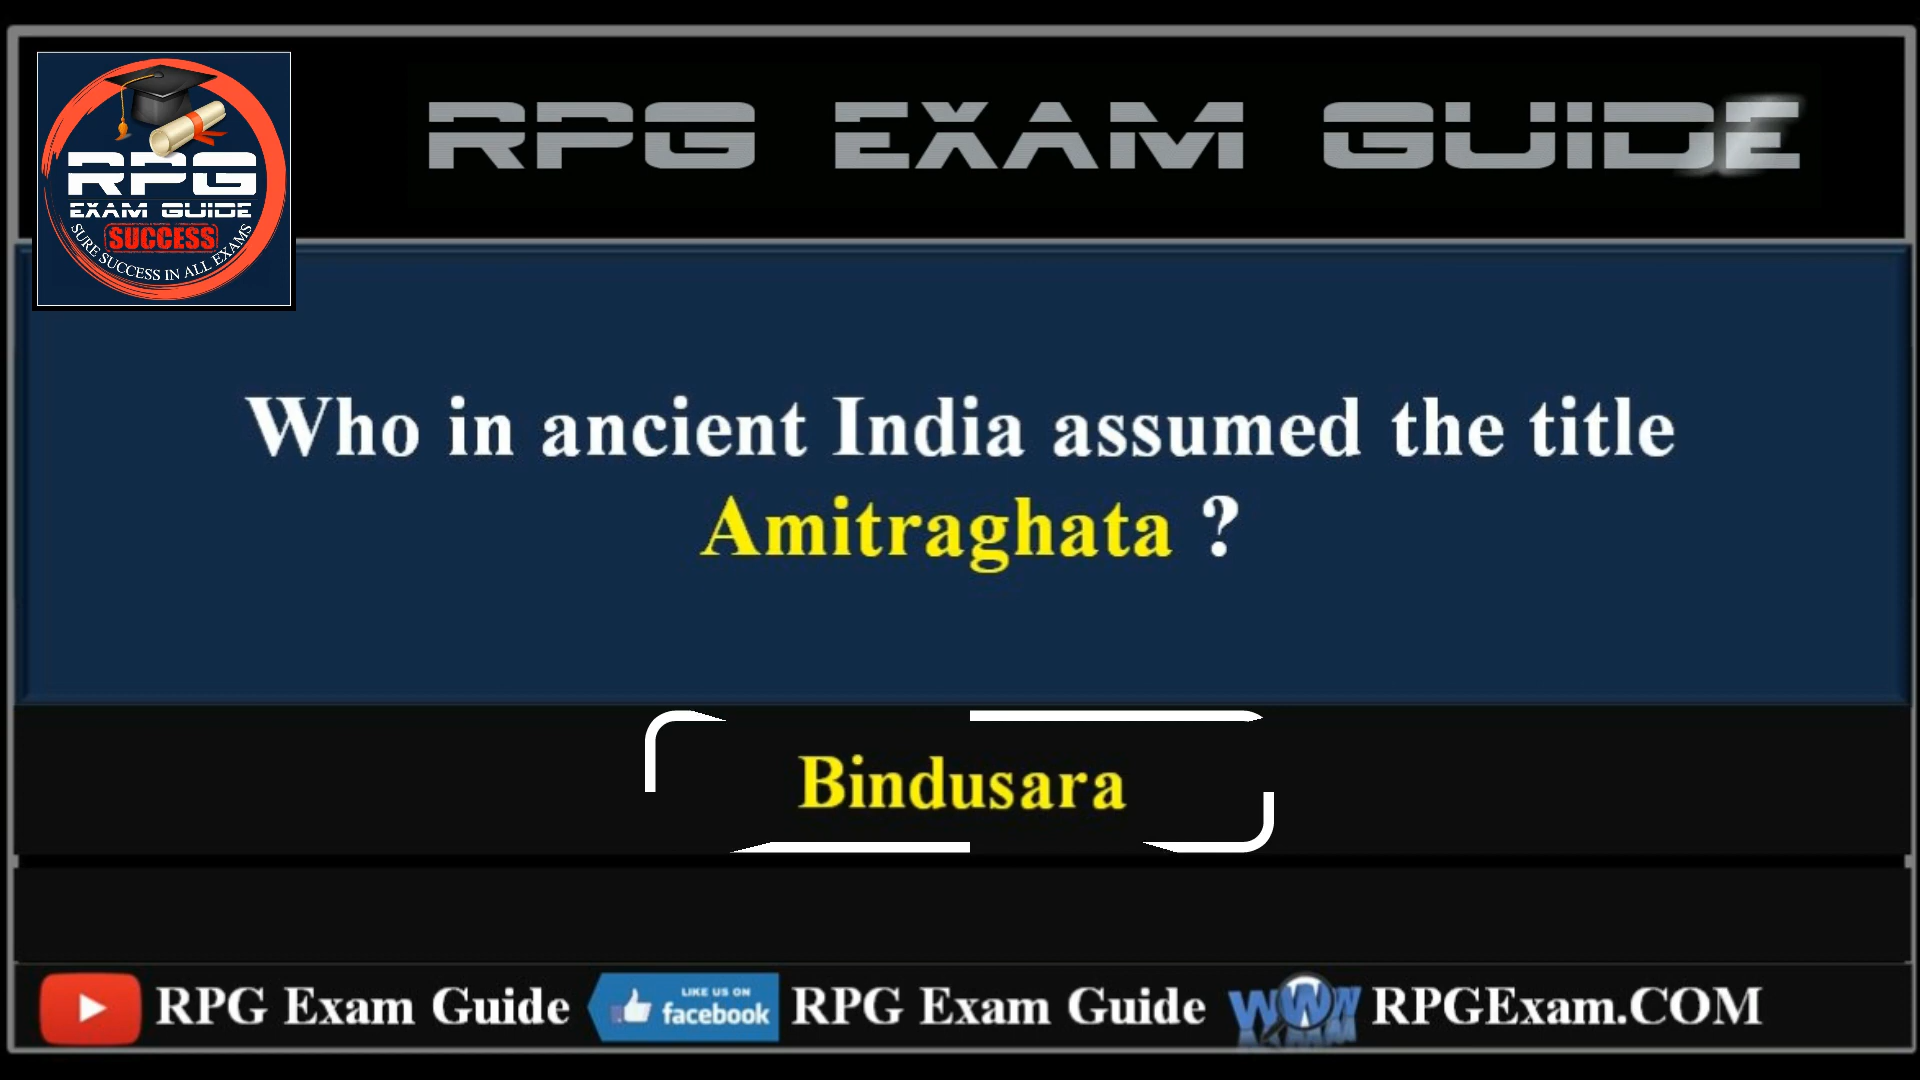 RPG EXAM GUIDE
RPG
EXAM GUIDE
SUCCESS
SURE SUCCESS IN ALL EXAMS
Who in ancient India assumed the title
Amitraghata ?
Bindusara
RPG Exam Guide LIKE US ON facebook RPG Exam Guide WWW RPGExam.COM